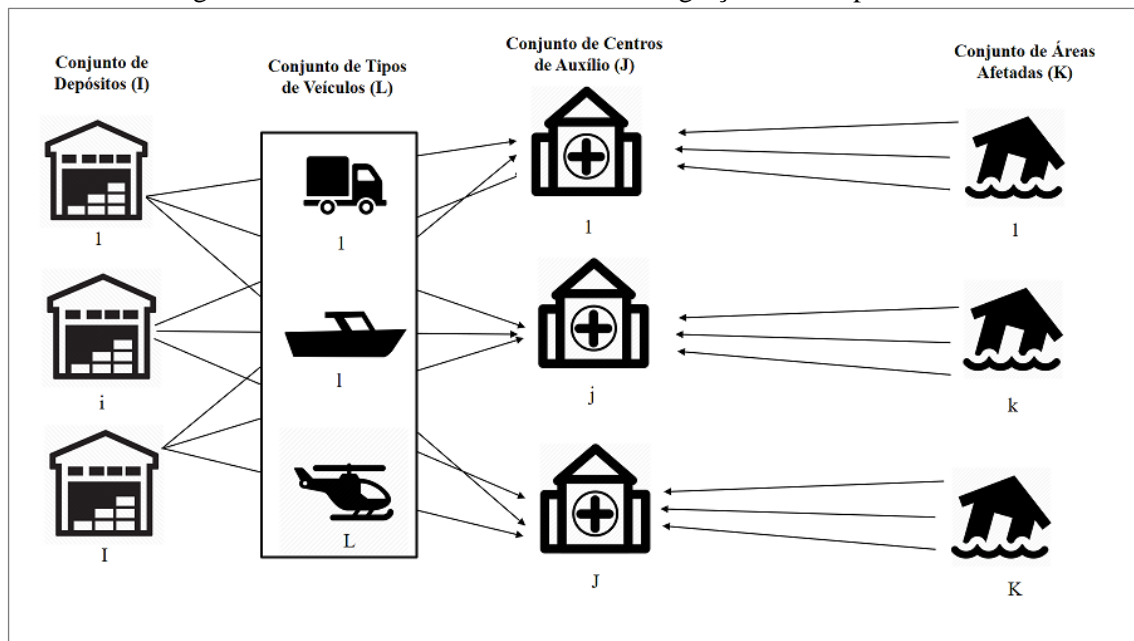 Conjunto de
Depósitos (I)
Conjunto de Tipos
de Veículos (L)
Conjunto de Centros
de Auxílio (J)
Conjunto de Áreas
Afetadas (K)
1
1
1
1
i
l
j
k
I
L
J
K